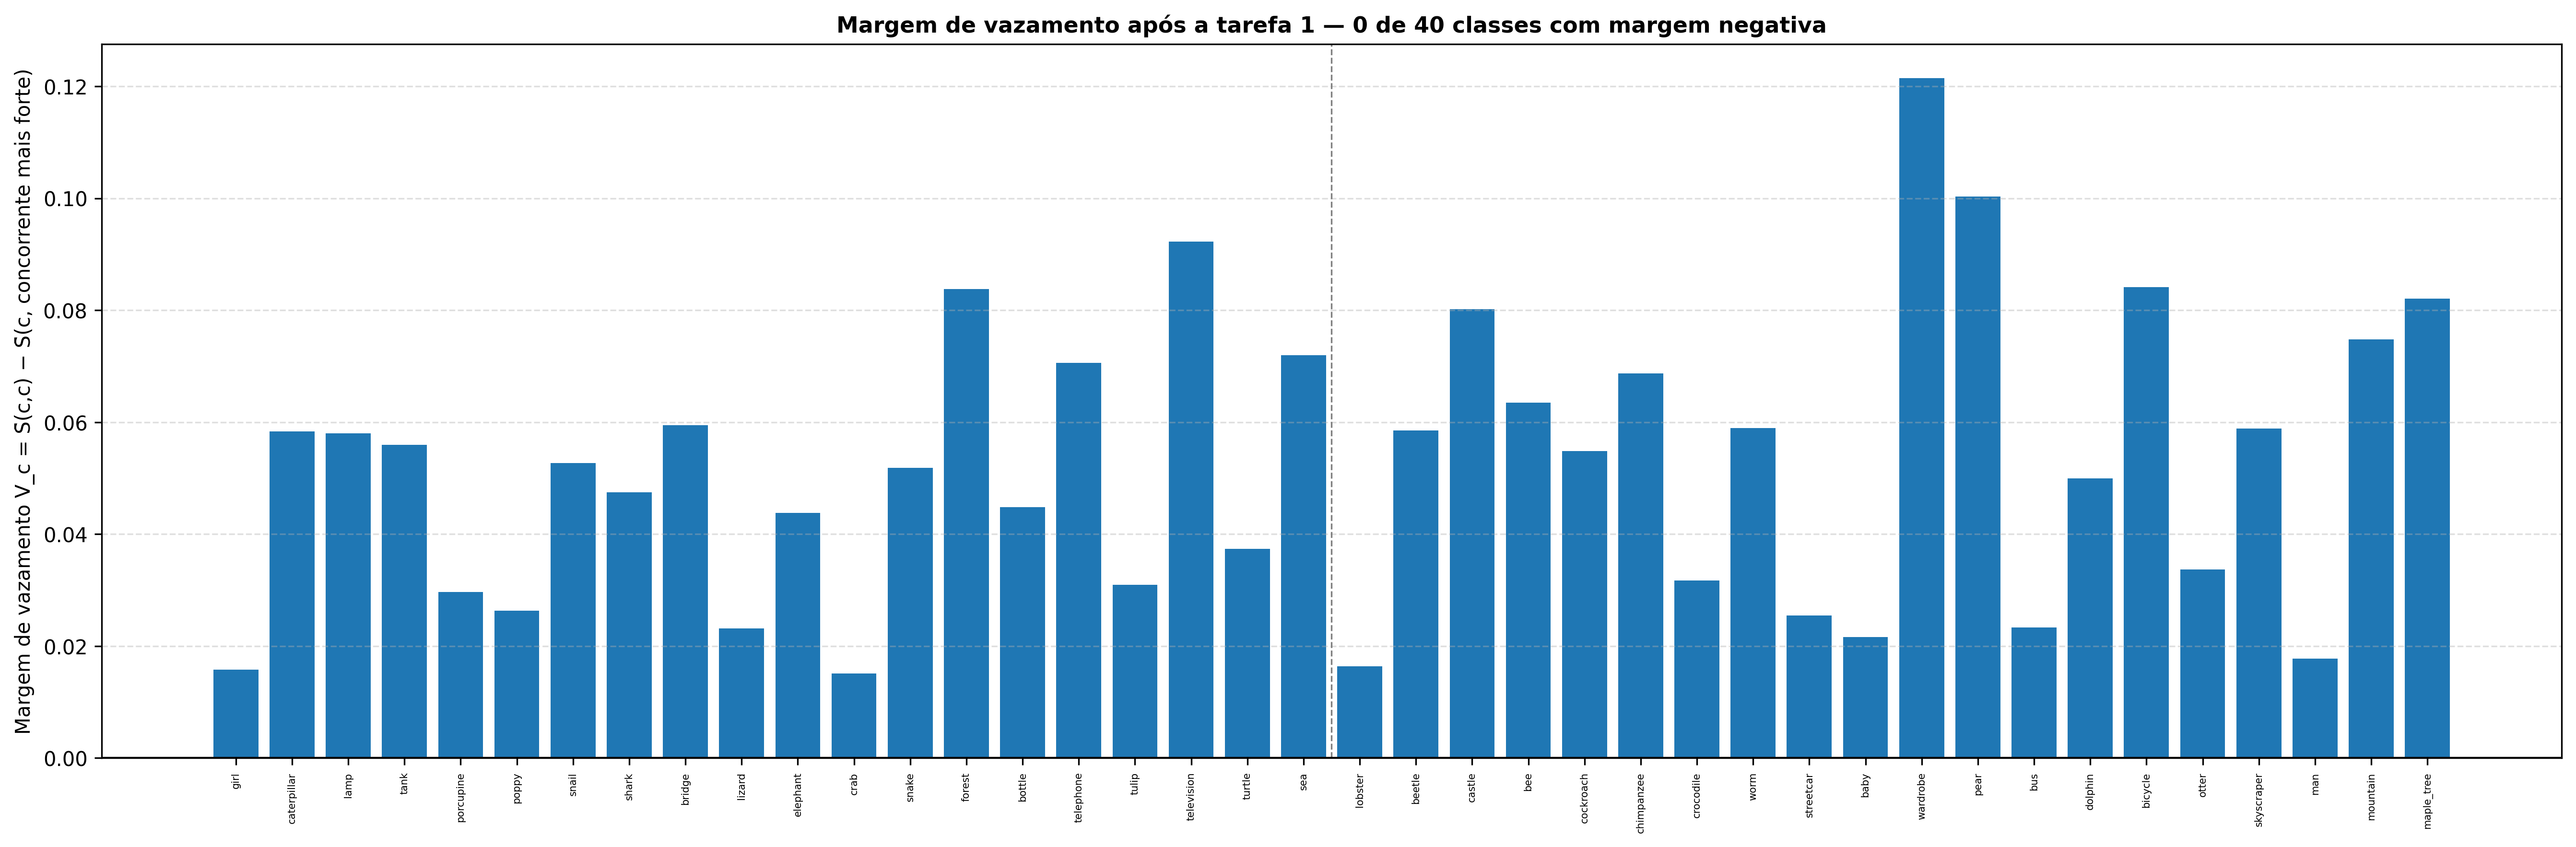 Margem de vazamento após a tarefa 1 — 0 de 40 classes com margem negativa
Margem de vazamento V_c = S(c,c) − S(c, concorrente mais forte)
0.12
0.10
0.08
0.06
0.04
0.02
0.00
girl
caterpillar
lamp
tank
porcupine
poppy
snail
shark
bridge
lizard
elephant
crab
snake
forest
bottle
telephone
tulip
television
turtle
sea
lobster
beetle
castle
bee
cockroach
chimpanzee
crocodile
worm
streetcar
baby
wardrobe
pear
bus
dolphin
bicycle
otter
skyscraper
man
mountain
maple_tree